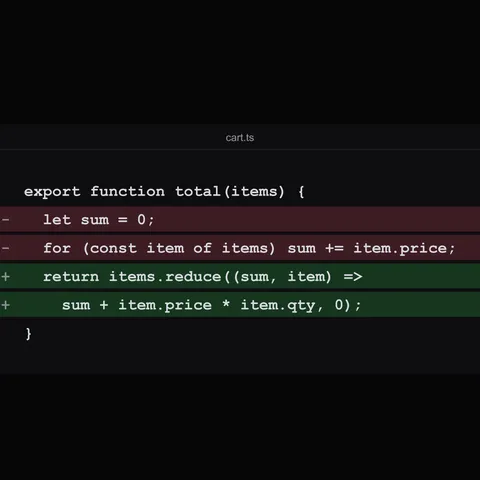 cart.ts
export function total(items) {
- let sum = 0;
- for (const item of items) sum += item.price;
+ return items.reduce((sum, item) =>
+ sum + item.price * item.qty, 0);
}